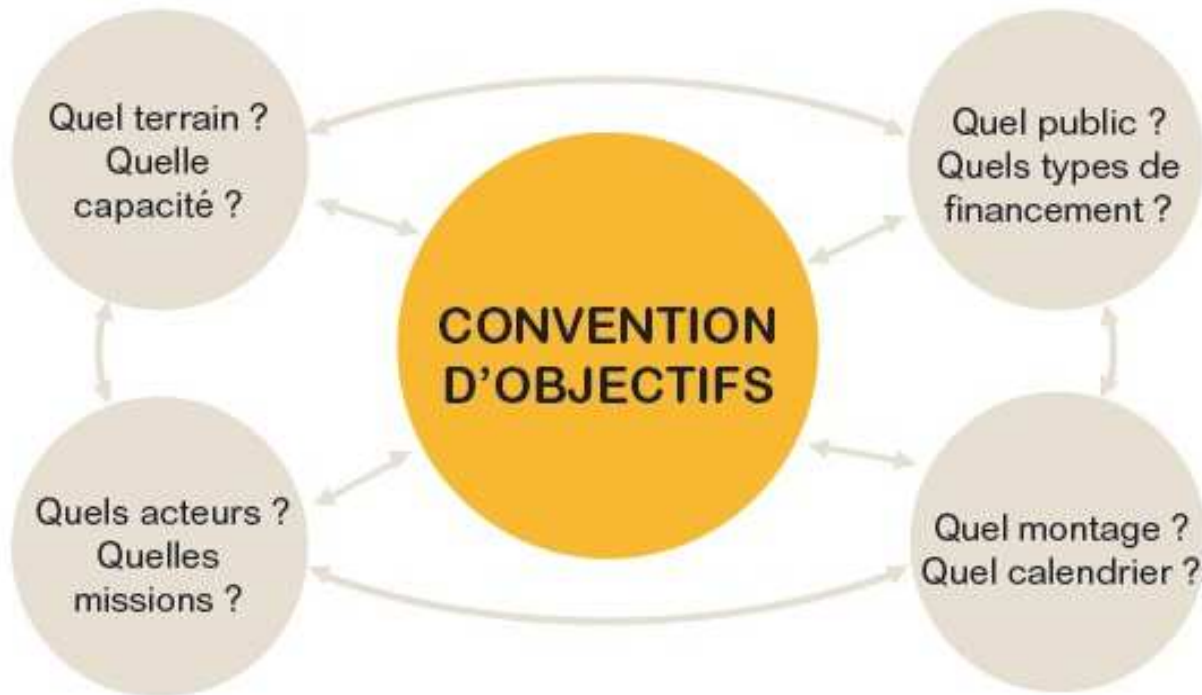 Quel terrain ?
Quelle
capacité ?
Quel public ?
Quels types de
financement ?
CONVENTION
D'OBJECTIFS
Quels acteurs ?
Quelles
missions ?
Quel montage ?
Quel calendrier ?